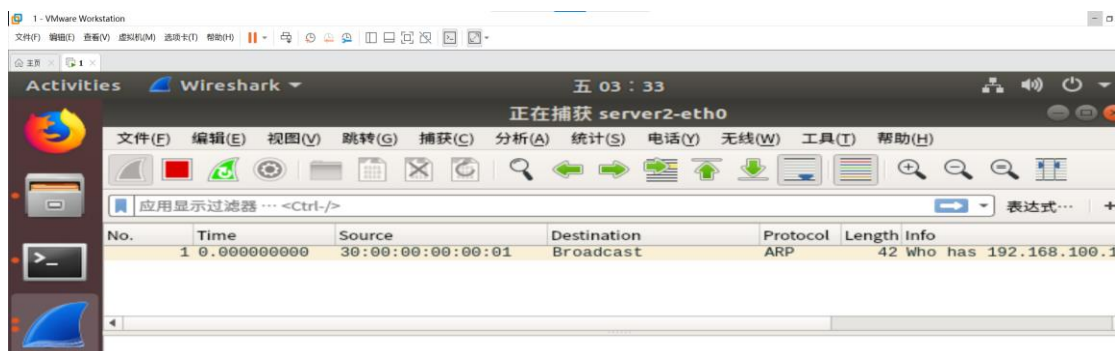 1 - VMware Workstation
文件(F) 编辑(E) 查看(V) 虚拟机(M) 选项卡(T) 帮助(H)
主页 1
Activities Wireshark 五 03：33
正在捕获 server2-eth0
文件(F) 编辑(E) 视图(V) 跳转(G) 捕获(C) 分析(A) 统计(S) 电话(Y) 无线(W) 工具(T) 帮助(H)
应用显示过滤器 … <Ctrl-/> 表达式… +
No. Time Source Destination Protocol Length Info
1 0.000000000 30:00:00:00:00:01 Broadcast ARP 42 Who has 192.168.100.1